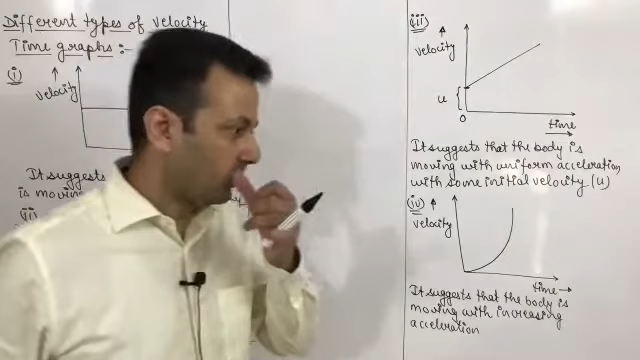 Different types of velocity
Time graphs :-
(i)
velocity
It suggests
is moving
(ii)
(iii)
velocity
u
0
time
It suggests that the body is
moving with uniform acceleration
with some initial velocity (u)
(iv)
velocity
time
It suggests that the body is
moving with increasing
acceleration